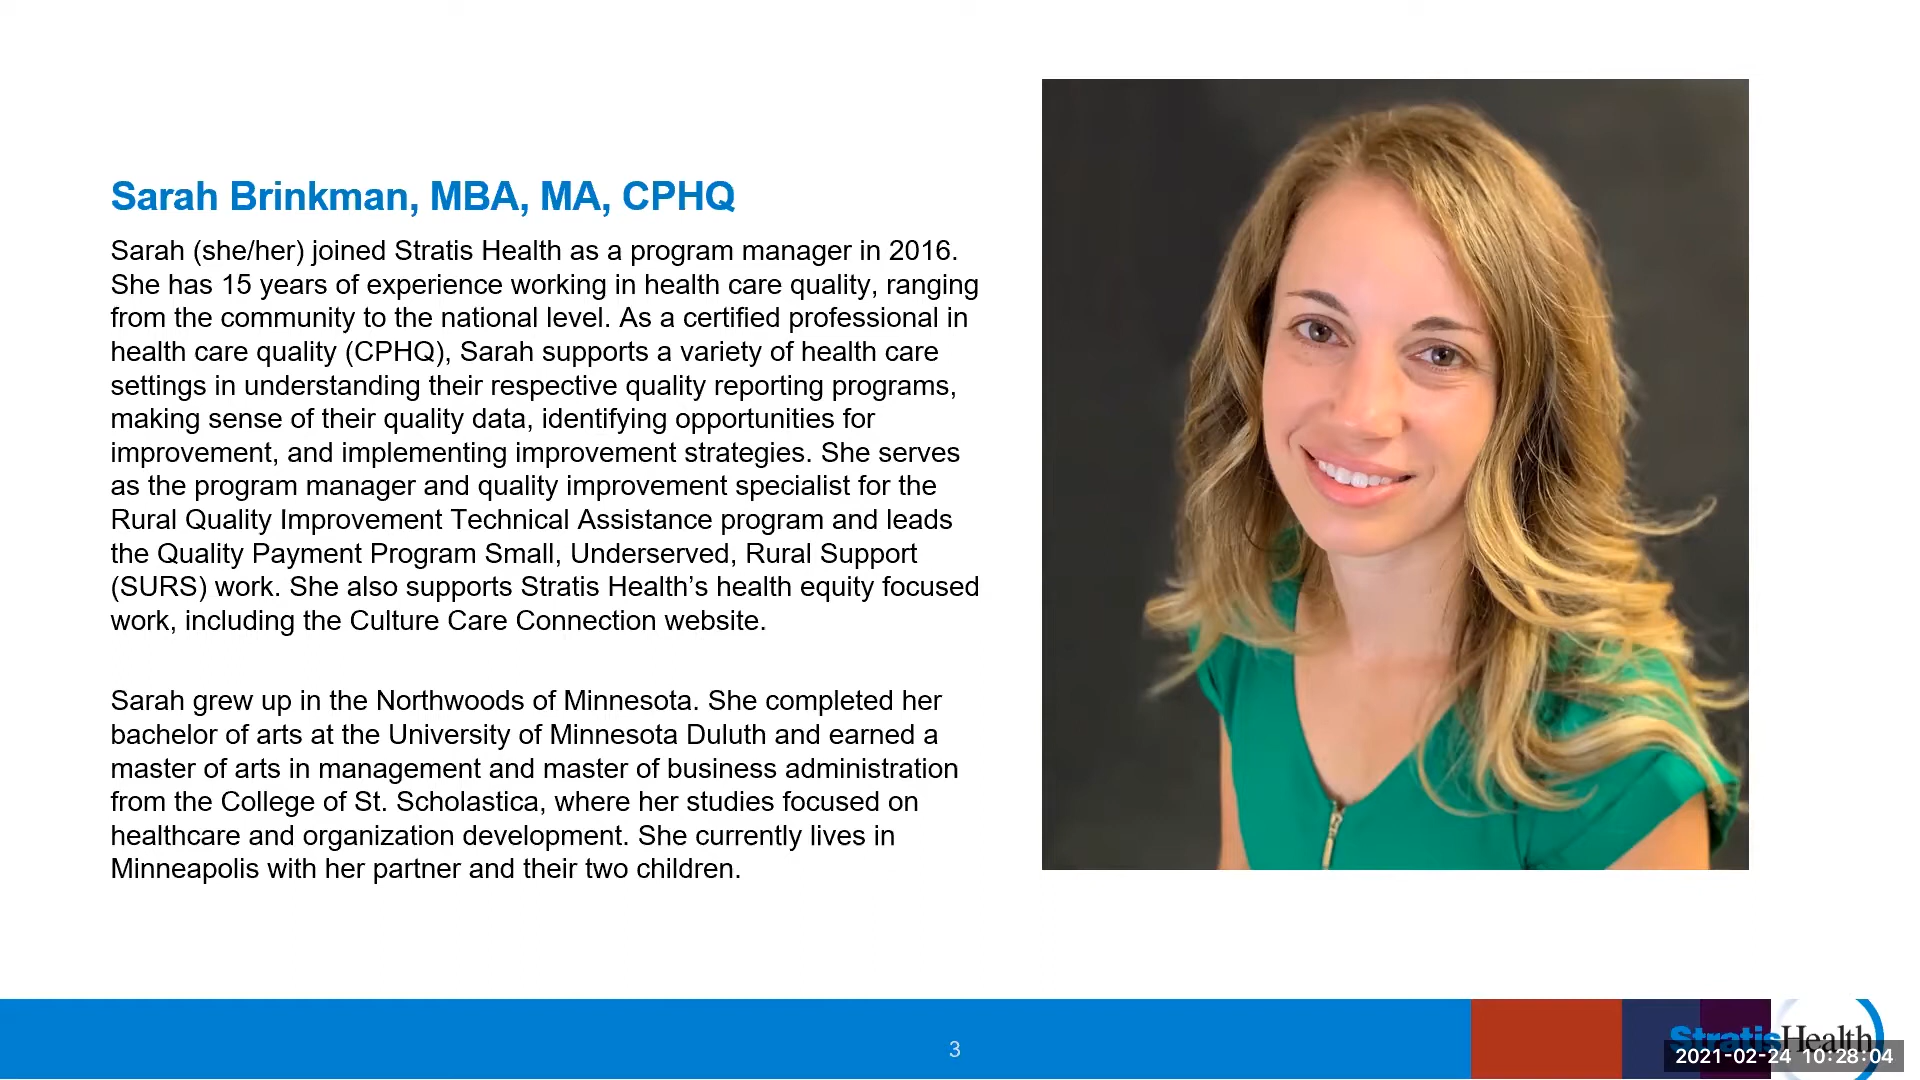 Sarah Brinkman, MBA, MA, CPHQ
Sarah (she/her) joined Stratis Health as a program manager in 2016.
She has 15 years of experience working in health care quality, ranging
from the community to the national level. As a certified professional in
health care quality (CPHQ), Sarah supports a variety of health care
settings in understanding their respective quality reporting programs,
making sense of their quality data, identifying opportunities for
improvement, and implementing improvement strategies. She serves
as the program manager and quality improvement specialist for the
Rural Quality Improvement Technical Assistance program and leads
the Quality Payment Program Small, Underserved, Rural Support
(SURS) work. She also supports Stratis Health’s health equity focused
work, including the Culture Care Connection website.
Sarah grew up in the Northwoods of Minnesota. She completed her
bachelor of arts at the University of Minnesota Duluth and earned a
master of arts in management and master of business administration
from the College of St. Scholastica, where her studies focused on
healthcare and organization development. She currently lives in
Minneapolis with her partner and their two children.
3
StratisHealth
2021-02-24 10:28:04